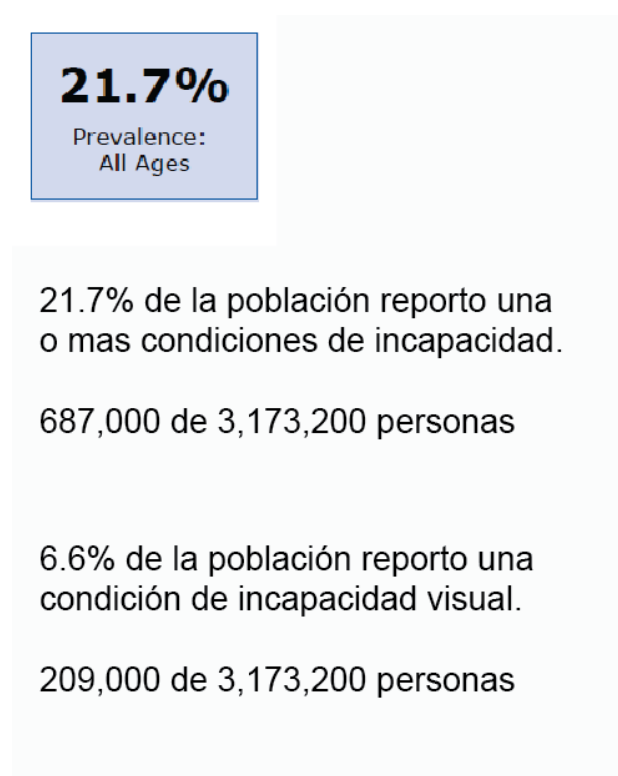 21.7%
Prevalence:
All Ages
21.7% de la población reporto una
o mas condiciones de incapacidad.
687,000 de 3,173,200 personas
6.6% de la población reporto una
condición de incapacidad visual.
209,000 de 3,173,200 personas